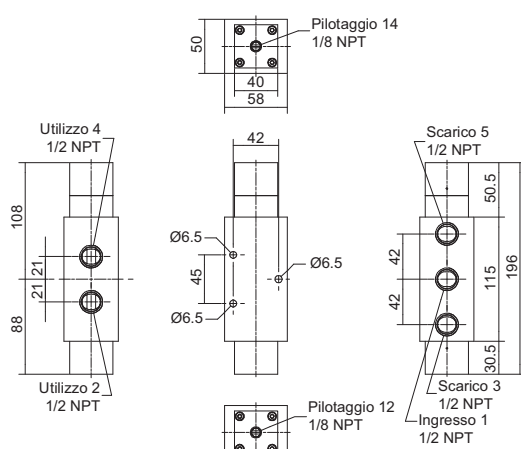 Pilotaggio 14
1/8 NPT
50
40
58
Utilizzo 4
1/2 NPT
108
88
21
21
Utilizzo 2
1/2 NPT
42
Ø6.5
45
Ø6.5
Ø6.5
Pilotaggio 12
1/8 NPT
Scarico 5
1/2 NPT
50.5
42
42
115
196
30.5
Scarico 3
1/2 NPT
Ingresso 1
1/2 NPT